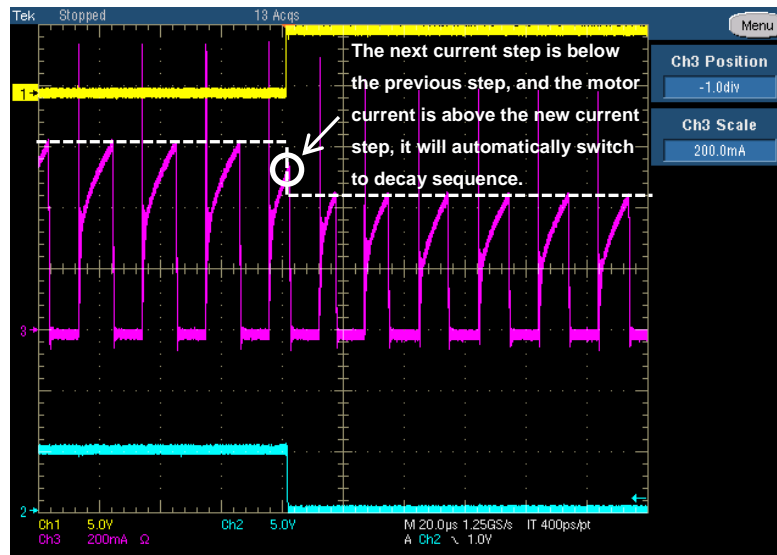 Tek Stopped 13 Acqs
Menu
Ch3 Position
-1.0div
Ch3 Scale
200.0mA
The next current step is below
the previous step, and the motor
current is above the new current
step, it will automatically switch
to decay sequence.
1
3
2
Ch1 5.0V Ch2 5.0V M 20.0µs 1.25GS/s IT 400ps/pt
Ch3 200mA Ω A Ch2 \ 1.0V